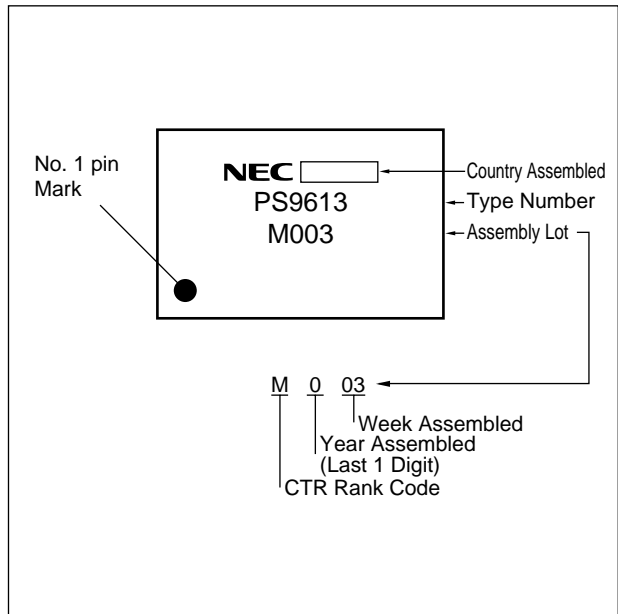 No. 1 pin
Mark
NEC
Country Assembled
PS9613
Type Number
M003
Assembly Lot
M 0 03
Week Assembled
Year Assembled
(Last 1 Digit)
CTR Rank Code